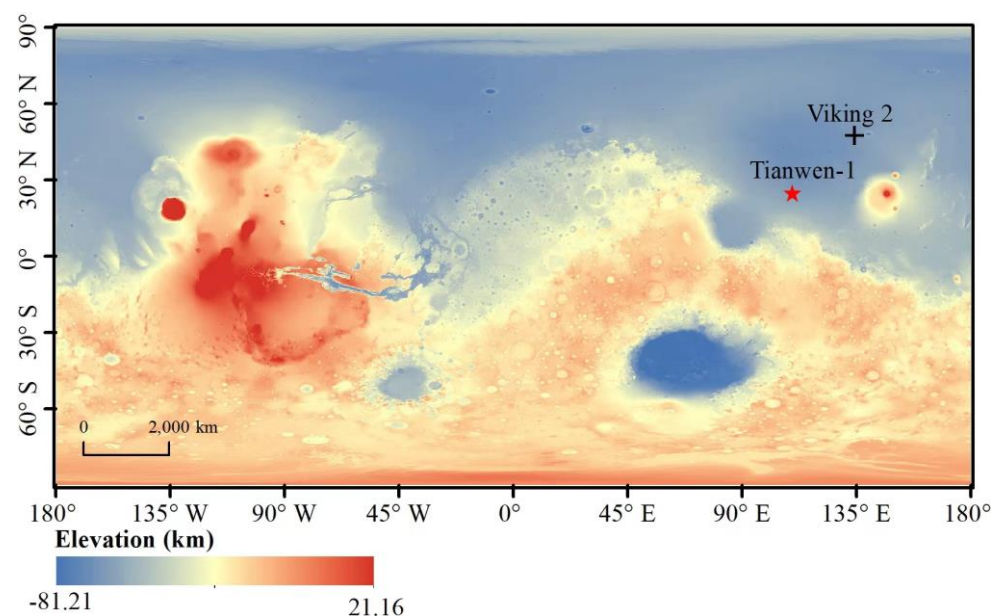 90°
60° N
30° N
0°
30° S
60° S
Viking 2
Tianwen-1
0 2,000 km
180° 135° W 90° W 45° W 0° 45° E 90° E 135° E 180°
Elevation (km)
-81.21 21.16